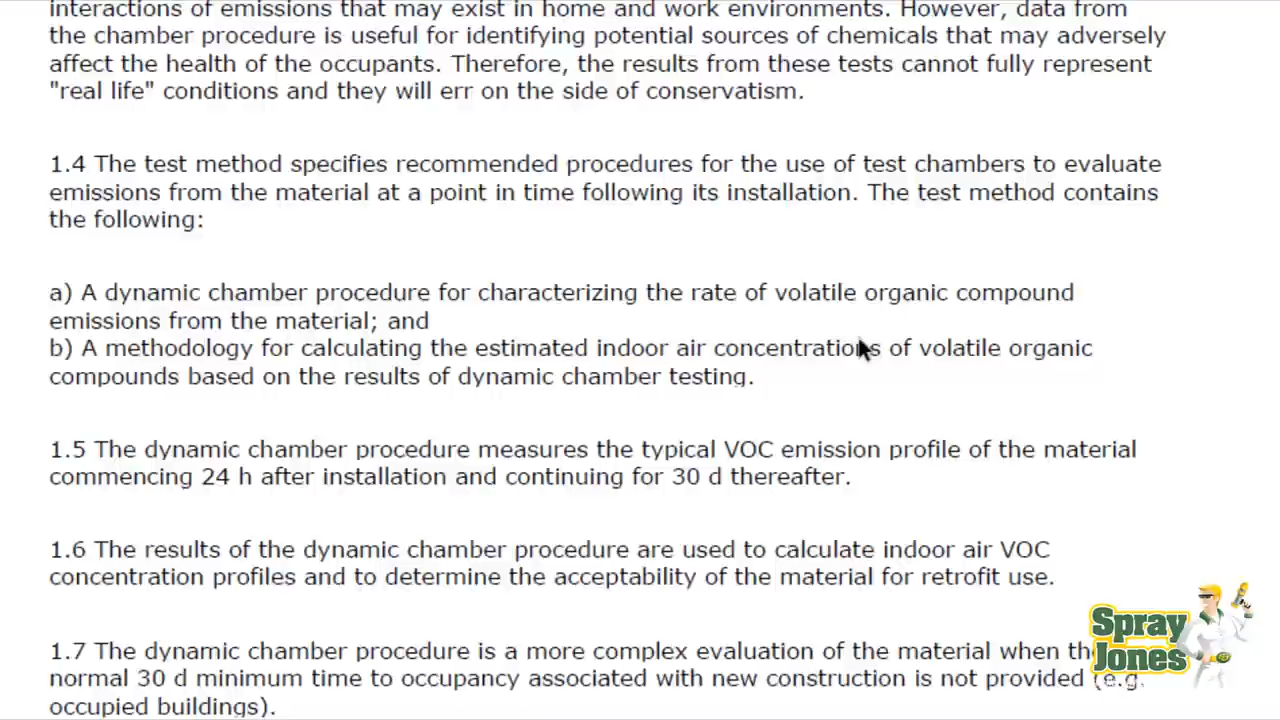 interactions of emissions that may exist in home and work environments. However, data from
the chamber procedure is useful for identifying potential sources of chemicals that may adversely
affect the health of the occupants. Therefore, the results from these tests cannot fully represent
"real life" conditions and they will err on the side of conservatism.
1.4 The test method specifies recommended procedures for the use of test chambers to evaluate
emissions from the material at a point in time following its installation. The test method contains
the following:
a) A dynamic chamber procedure for characterizing the rate of volatile organic compound
emissions from the material; and
b) A methodology for calculating the estimated indoor air concentrations of volatile organic
compounds based on the results of dynamic chamber testing.
1.5 The dynamic chamber procedure measures the typical VOC emission profile of the material
commencing 24 h after installation and continuing for 30 d thereafter.
1.6 The results of the dynamic chamber procedure are used to calculate indoor air VOC
concentration profiles and to determine the acceptability of the material for retrofit use.
1.7 The dynamic chamber procedure is a more complex evaluation of the material when
normal 30 d minimum time to occupancy associated with new construction is not provided (e.g.
occupied buildings).
Spray
Jones